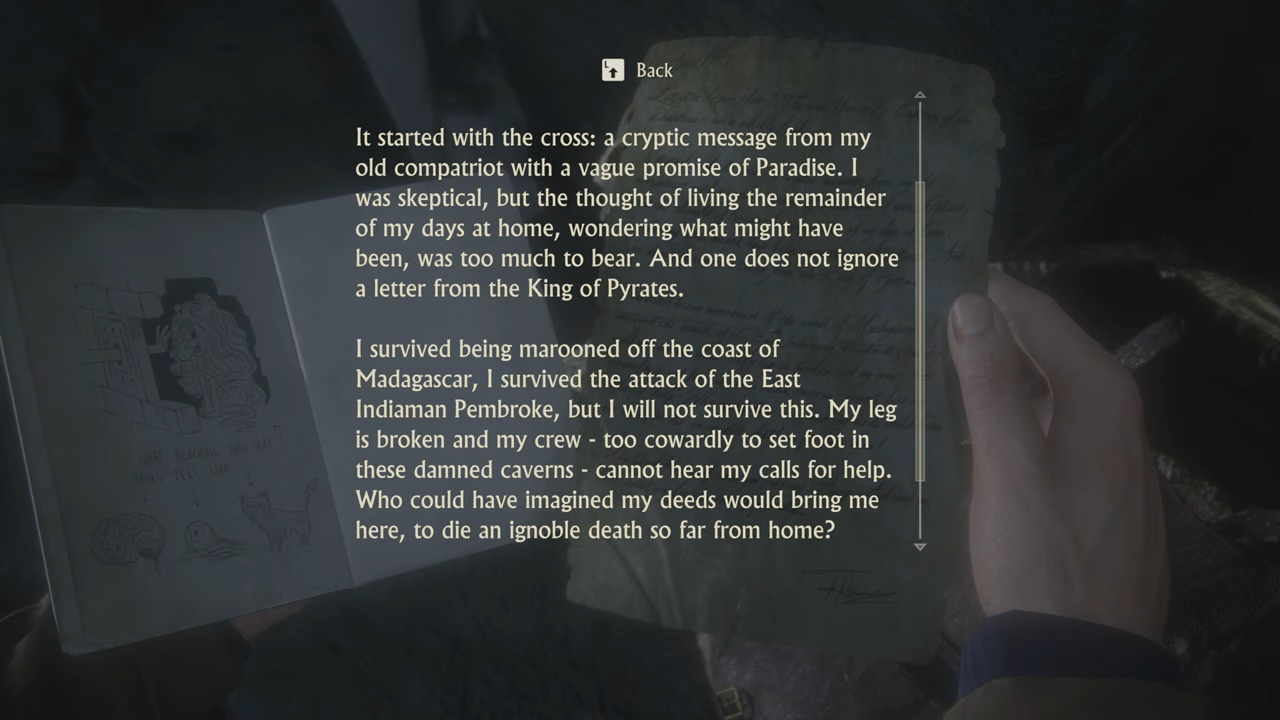 Back
It started with the cross: a cryptic message from my
old compatriot with a vague promise of Paradise. I
was skeptical, but the thought of living the remainder
of my days at home, wondering what might have
been, was too much to bear. And one does not ignore
a letter from the King of Pyrates.
I survived being marooned off the coast of
Madagascar, I survived the attack of the East
Indiaman Pembroke, but I will not survive this. My leg
is broken and my crew - too cowardly to set foot in
these damned caverns - cannot hear my calls for help.
Who could have imagined my deeds would bring me
here, to die an ignoble death so far from home?